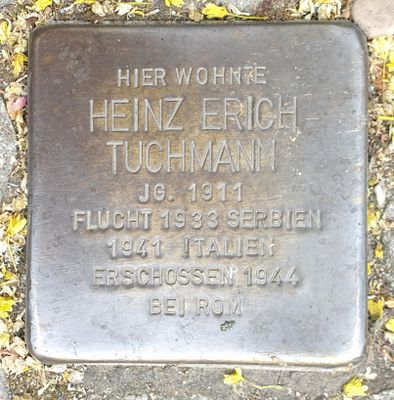 HIER WOHNTE
HEINZ ERICH
TUCHMANN
JG. 1911
FLUCHT 1933 SERBIEN
1941 ITALIEN
ERSCHOSSEN 1944
BEI ROM